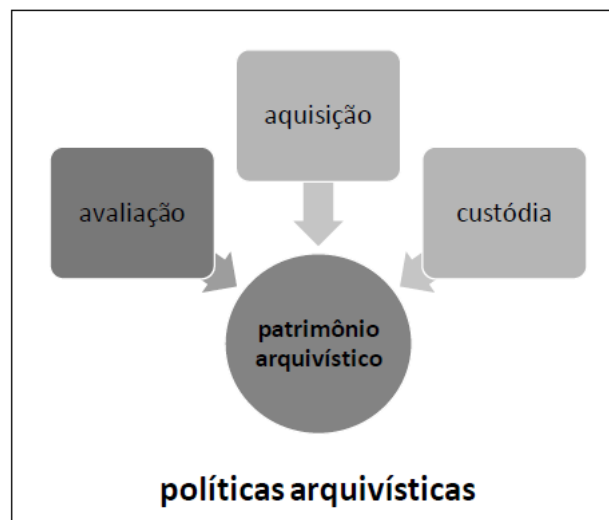 aquisição
avaliação
custódia
patrimônio
arquivístico
políticas arquivísticas